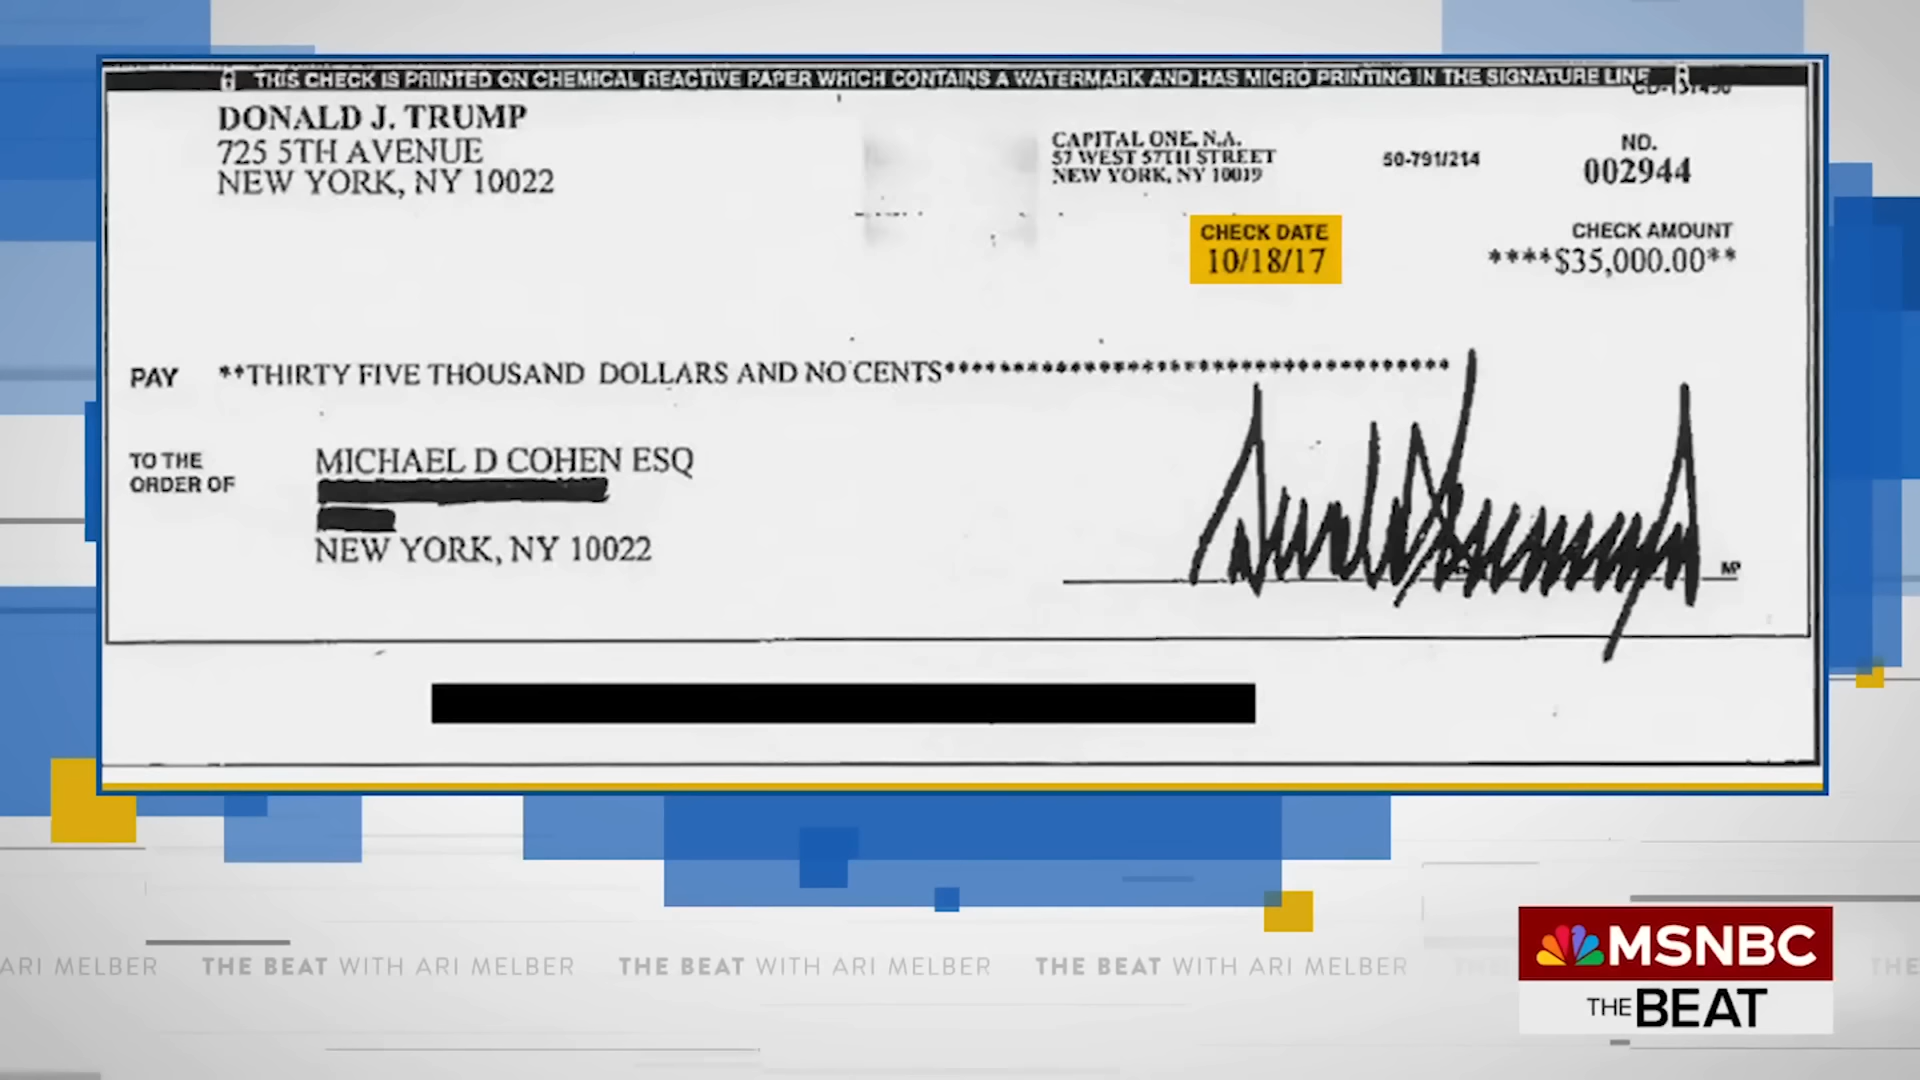 THIS CHECK IS PRINTED ON CHEMICAL REACTIVE PAPER WHICH CONTAINS A WATERMARK AND HAS MICRO PRINTING IN THE SIGNATURE LINE
DONALD J. TRUMP
725 5TH AVENUE
NEW YORK, NY 10022
CAPITAL ONE, N.A.
57 WEST 57TH STREET
NEW YORK, NY 10019
50-791/214
NO.
002944
CHECK DATE
10/18/17
CHECK AMOUNT
****$35,000.00**
PAY **THIRTY FIVE THOUSAND DOLLARS AND NO CENTS************************************
TO THE
ORDER OF
MICHAEL D COHEN ESQ
NEW YORK, NY 10022
MP
ARI MELBER THE BEAT WITH ARI MELBER THE BEAT WITH ARI MELBER THE BEAT WITH ARI MELBER THE
MSNBC
THE BEAT